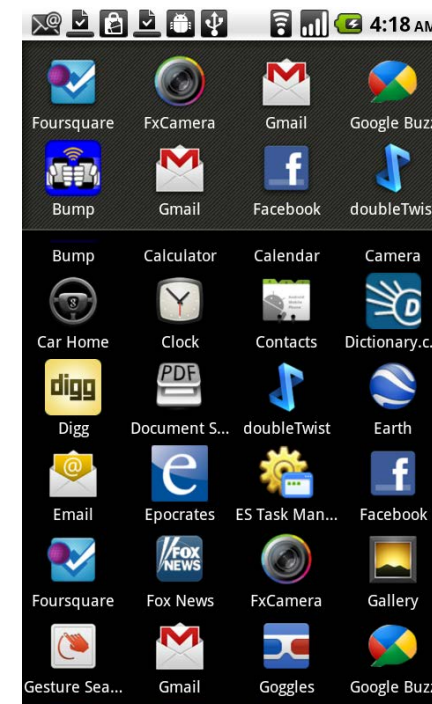 4:18 AM
Foursquare FxCamera Gmail Google Buzz
Bump Gmail Facebook doubleTwist
Bump Calculator Calendar Camera
Car Home Clock Contacts Dictionary.c..
digg PDF
Digg Document S... doubleTwist Earth
e f
Email Epocrates ES Task Man... Facebook
FOX
NEWS
Foursquare Fox News FxCamera Gallery
Gesture Sea... Gmail Goggles Google Buzz